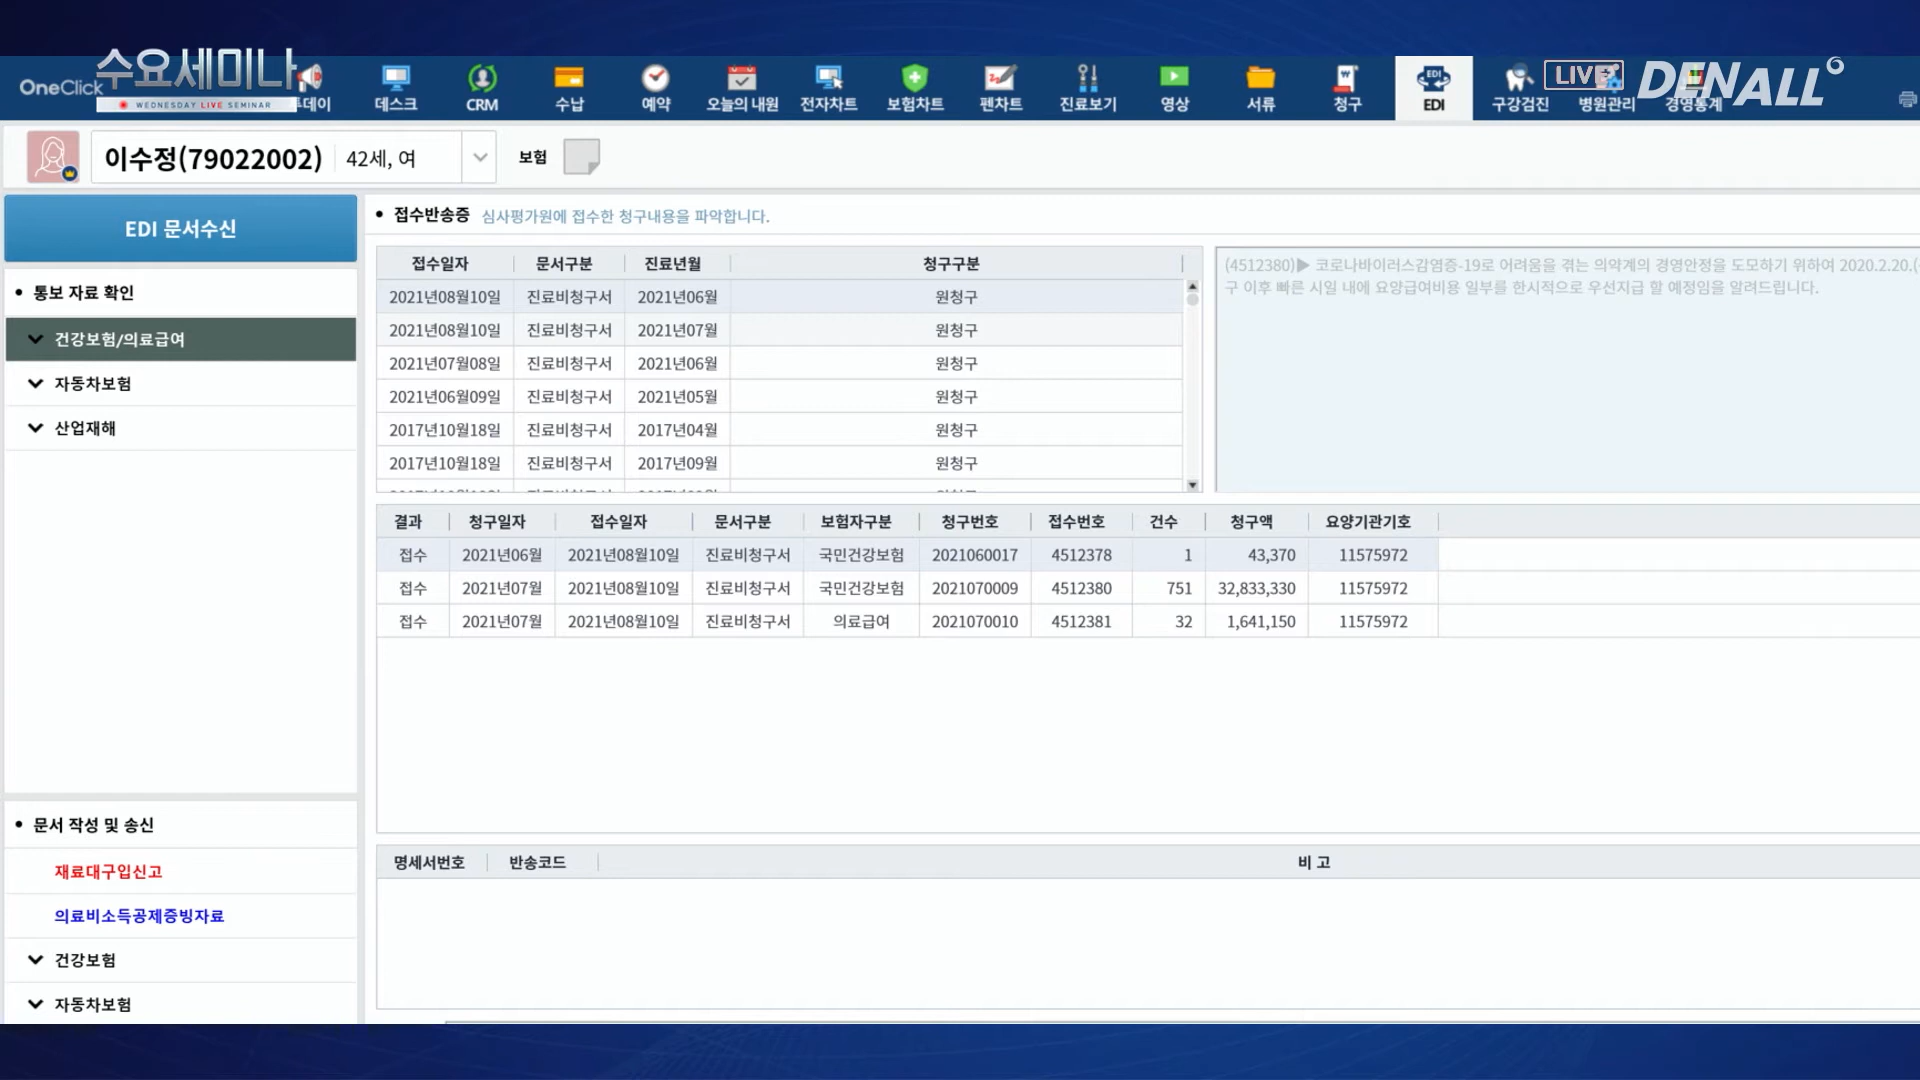 수요세미나
WEDNESDAY LIVE SEMINAR
LIVE DENALL
OneClick 데스크 CRM 수납 예약 오늘의 내원 전자차트 보험차트 펜차트 진료보기 영상 서류 청구 EDI 구강검진 병원관리 경영통계
이수정(79022002) 42세, 여 보험
EDI 문서수신
• 통보 자료 확인
건강보험/의료급여
자동차보험
산업재해
• 문서 작성 및 송신
재료대구입신고
의료비소득공제증빙자료
건강보험
자동차보험
• 접수반송증 심사평가원에 접수한 청구내용을 파악합니다.
접수일자 문서구분 진료년월 청구구분
2021년08월10일 진료비청구서 2021년06월 원청구
2021년08월10일 진료비청구서 2021년07월 원청구
2021년07월08일 진료비청구서 2021년06월 원청구
2021년06월09일 진료비청구서 2021년05월 원청구
2017년10월18일 진료비청구서 2017년04월 원청구
2017년10월18일 진료비청구서 2017년09월 원청구
(4512380)▶ 코로나바이러스감염증-19로 어려움을 겪는 의약계의 경영안정을 도모하기 위하여 2020.2.20.(
구 이후 빠른 시일 내에 요양급여비용 일부를 한시적으로 우선지급 할 예정임을 알려드립니다.
결과 청구일자 접수일자 문서구분 보험자구분 청구번호 접수번호 건수 청구액 요양기관기호
접수 2021년06월 2021년08월10일 진료비청구서 국민건강보험 2021060017 4512378 1 43,370 11575972
접수 2021년07월 2021년08월10일 진료비청구서 국민건강보험 2021070009 4512380 751 32,833,330 11575972
접수 2021년07월 2021년08월10일 진료비청구서 의료급여 2021070010 4512381 32 1,641,150 11575972
명세서번호 반송코드 비 고